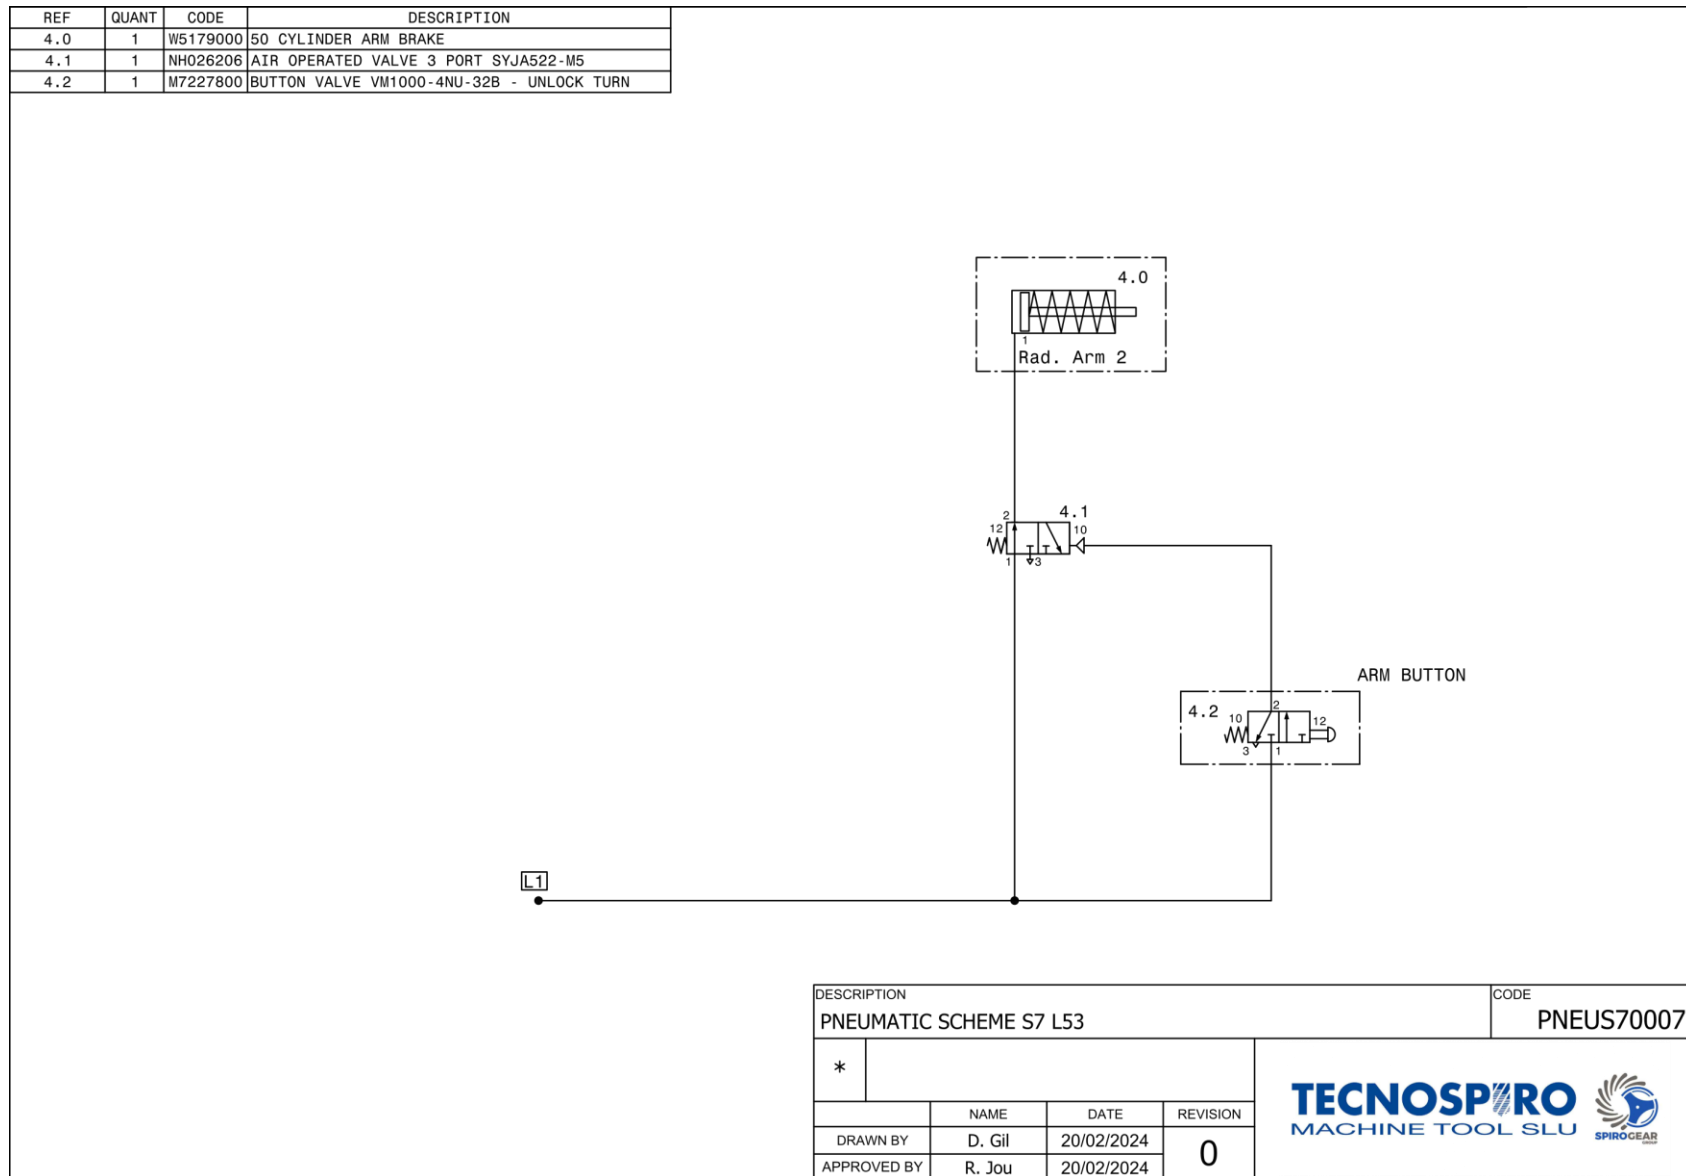 REF QUANT CODE DESCRIPTION
4.0 1 W5179000 50 CYLINDER ARM BRAKE
4.1 1 NH026206 AIR OPERATED VALVE 3 PORT SYJA522-M5
4.2 1 M7227800 BUTTON VALVE VM1000-4NU-32B - UNLOCK TURN
4.0
1
Rad. Arm 2
2 4.1
12 10
1 3
ARM BUTTON
4.2 10 2 12
3 1
L1
DESCRIPTION CODE
PNEUMATIC SCHEME S7 L53 PNEUS70007
*
NAME DATE REVISION
DRAWN BY D. Gil 20/02/2024 0
APPROVED BY R. Jou 20/02/2024
TECNOSPIRO
MACHINE TOOL SLU
SPIROGEAR
GROUP